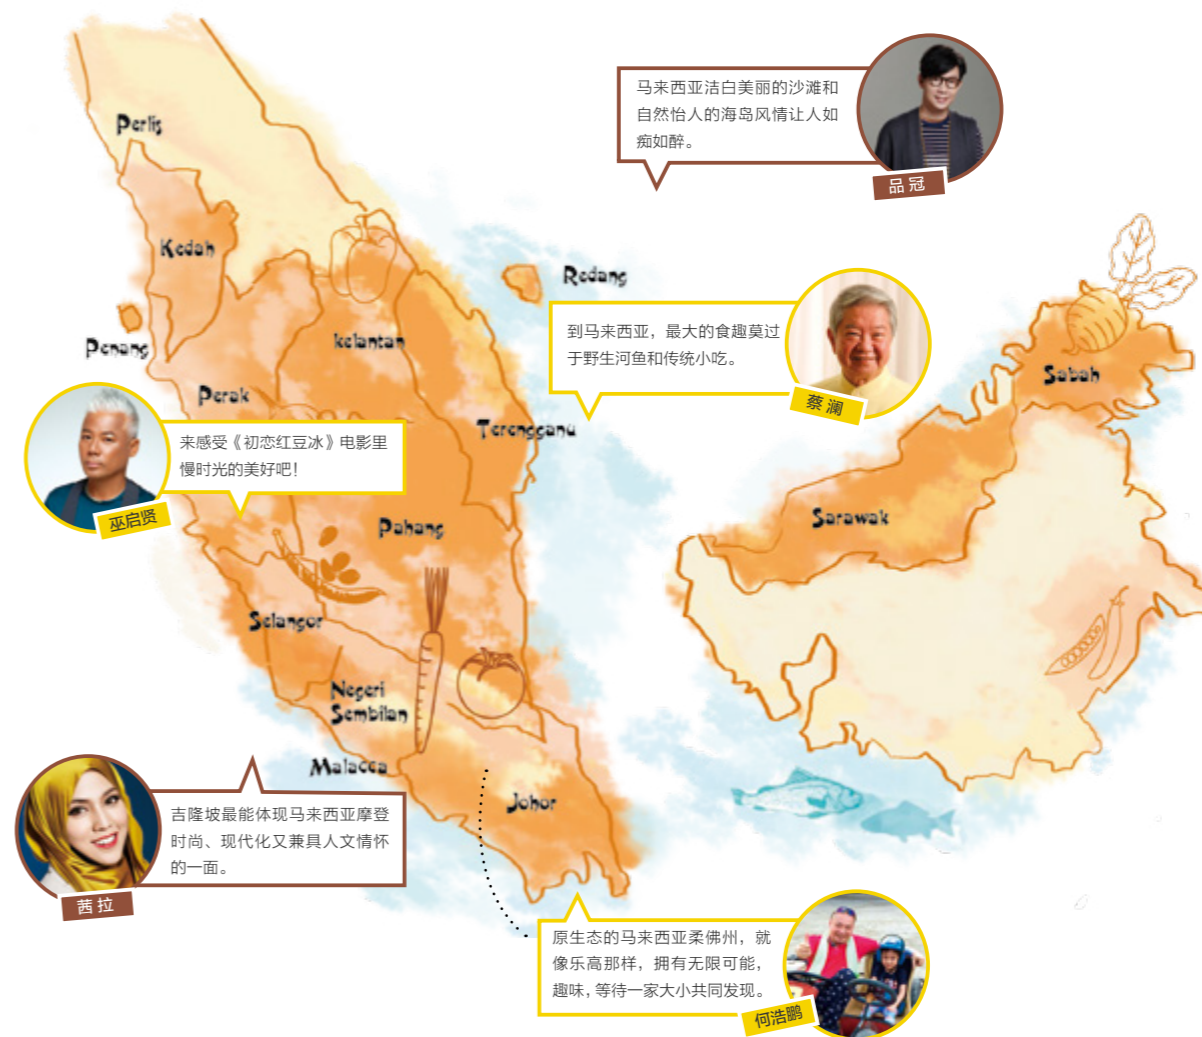 马来西亚洁白美丽的沙滩和
自然怡人的海岛风情让人如
痴如醉。
品冠
Perlis
Kedah
Redang
Penang
kelantan
到马来西亚，最大的食趣莫过
于野生河鱼和传统小吃。
蔡澜
Sabah
Perak
Terengganu
来感受《初恋红豆冰》电影里
慢时光的美好吧！
巫启贤
Pahang
Sarawak
Selangor
Negeri
Sembilan
Malacca
Johor
吉隆坡最能体现马来西亚摩登
时尚、现代化又兼具人文情怀
的一面。
茜拉
原生态的马来西亚柔佛州，就
像乐高那样，拥有无限可能，
趣味，等待一家大小共同发现。
何浩鹏